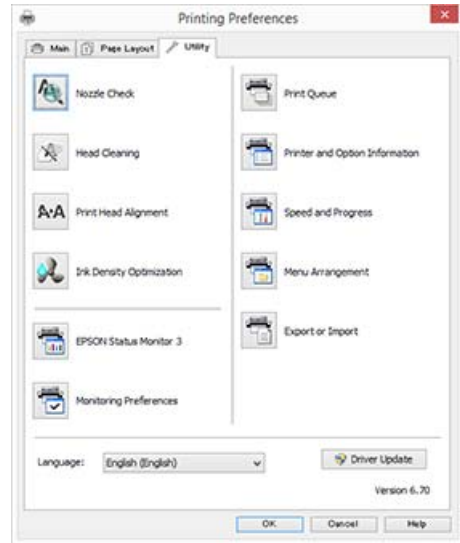 Printing Preferences
Main
Page Layout
Utility
Nozzle Check
Head Cleaning
A·A
Print Head Alignment
Ink Density Optimization
EPSON Status Monitor 3
Monitoring Preferences
Print Queue
Printer and Option Information
Speed and Progress
Menu Arrangement
Export or Import
Language:
English (English)
Driver Update
Version 6.70
OK
Cancel
Help